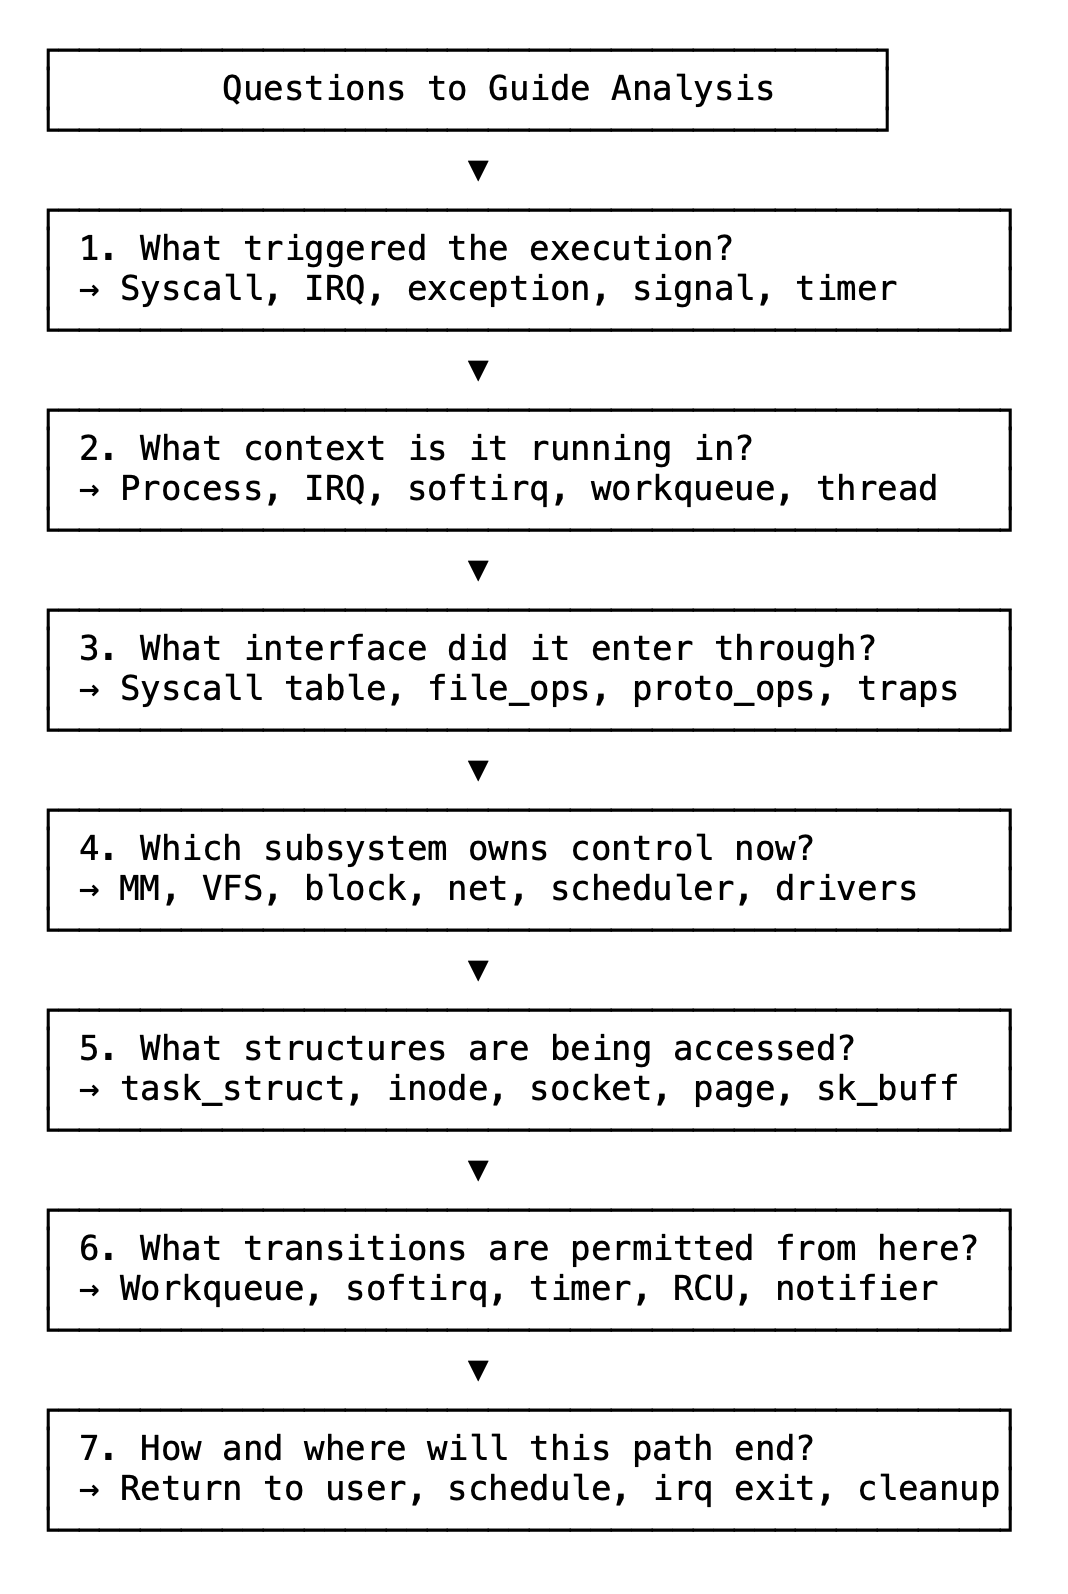 Questions to Guide Analysis
▼
1. What triggered the execution?
→ Syscall, IRQ, exception, signal, timer
▼
2. What context is it running in?
→ Process, IRQ, softirq, workqueue, thread
▼
3. What interface did it enter through?
→ Syscall table, file_ops, proto_ops, traps
▼
4. Which subsystem owns control now?
→ MM, VFS, block, net, scheduler, drivers
▼
5. What structures are being accessed?
→ task_struct, inode, socket, page, sk_buff
▼
6. What transitions are permitted from here?
→ Workqueue, softirq, timer, RCU, notifier
▼
7. How and where will this path end?
→ Return to user, schedule, irq exit, cleanup